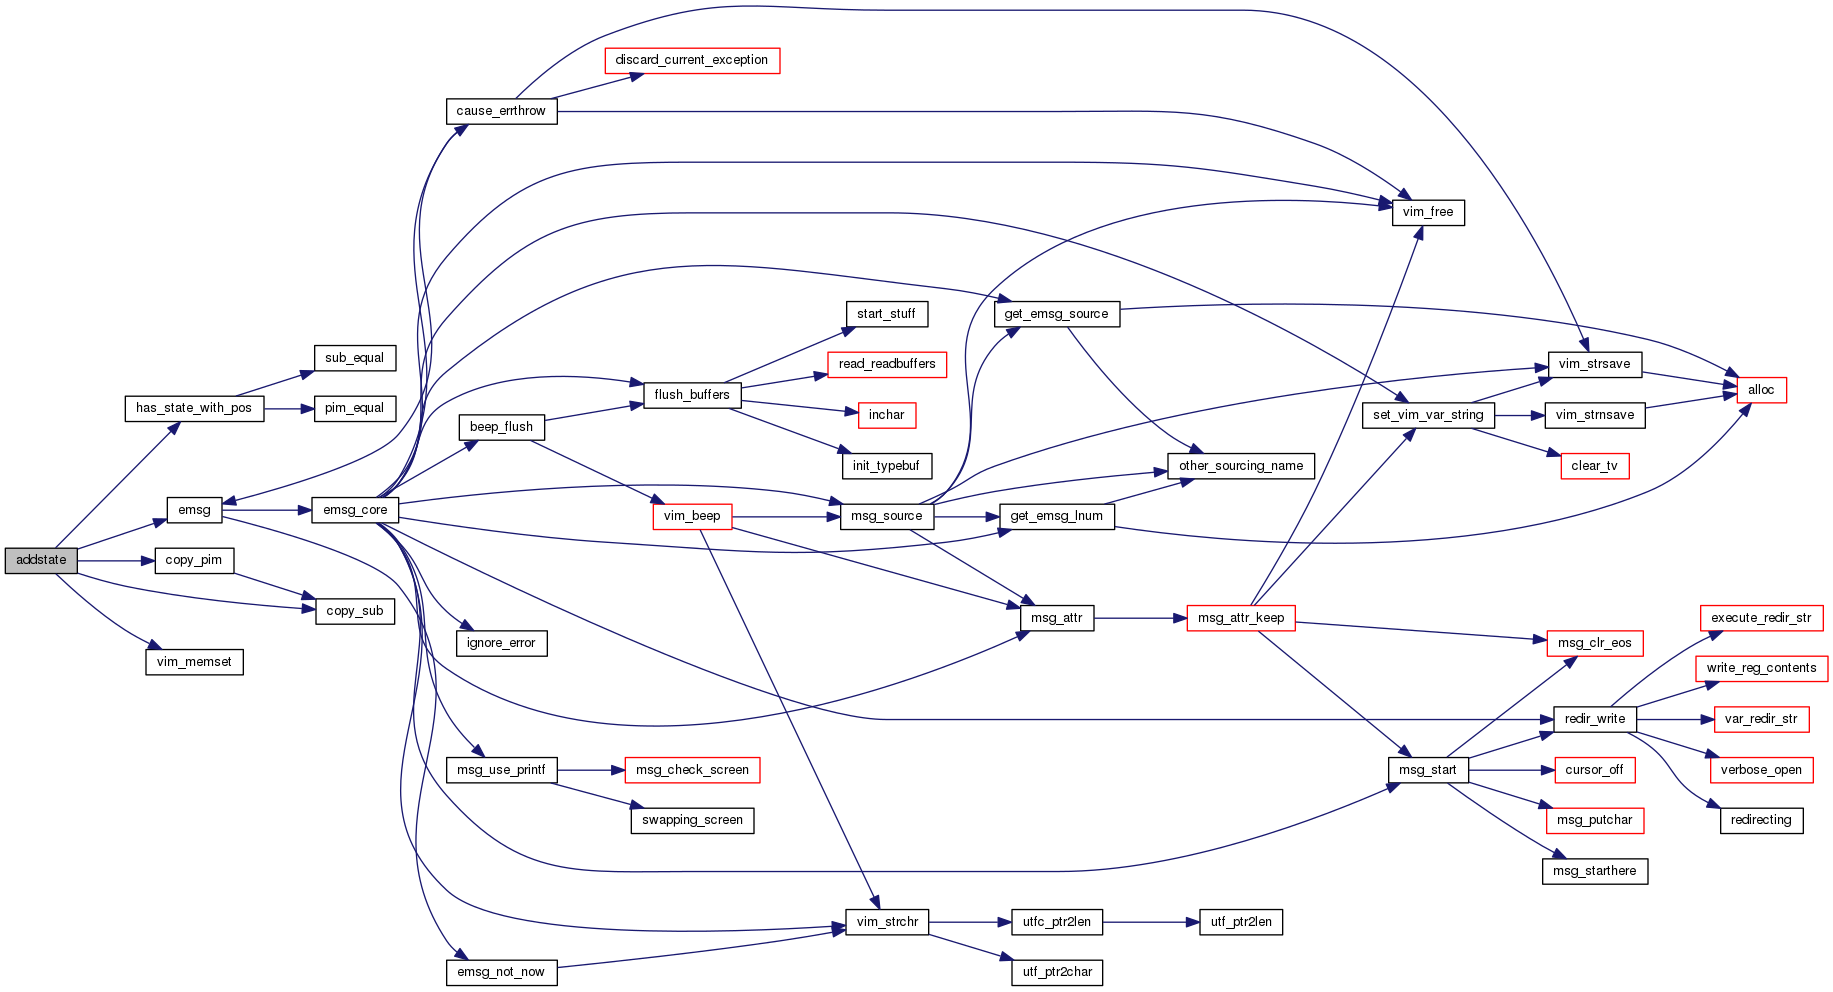 discard_current_exception
cause_errthrow
vim_free
start_stuff
get_emsg_source
sub_equal
read_readbuffers
vim_strsave
flush_buffers
alloc
has_state_with_pos
pim_equal
beep_flush
inchar
set_vim_var_string
vim_strnsave
init_typebuf
other_sourcing_name
clear_tv
emsg
emsg_core
vim_beep
msg_source
get_emsg_lnum
addstate
copy_pim
copy_sub
msg_attr
msg_attr_keep
execute_redir_str
ignore_error
msg_clr_eos
vim_memset
write_reg_contents
redir_write
var_redir_str
msg_use_printf
msg_check_screen
msg_start
cursor_off
verbose_open
swapping_screen
msg_putchar
redirecting
msg_starthere
vim_strchr
utfc_ptr2len
utf_ptr2len
emsg_not_now
utf_ptr2char